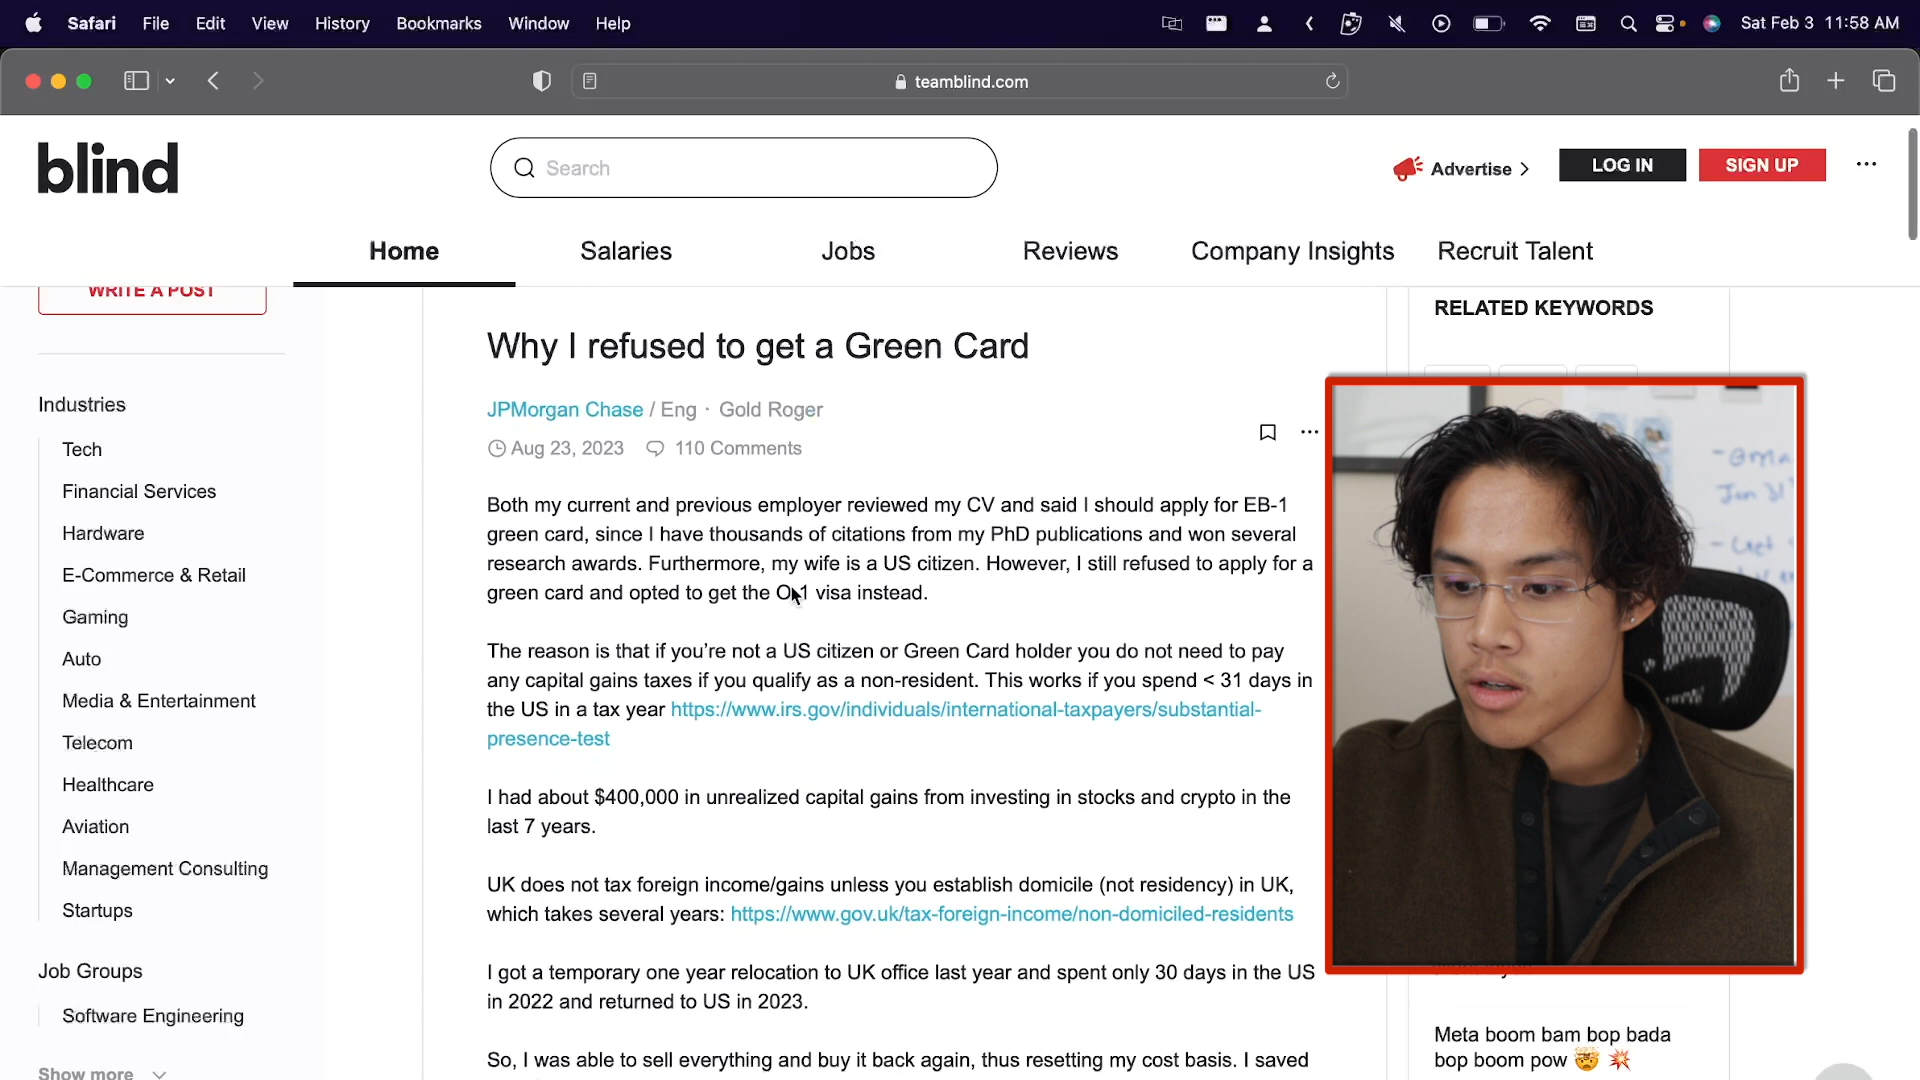 Safari File Edit View History Bookmarks Window Help Sat Feb 3 11:58 AM
teamblind.com
blind
Search
Advertise >
LOG IN
SIGN UP
Home Salaries Jobs Reviews Company Insights Recruit Talent
WRITE A POST
Industries
Tech
Financial Services
Hardware
E-Commerce & Retail
Gaming
Auto
Media & Entertainment
Telecom
Healthcare
Aviation
Management Consulting
Startups
Job Groups
Software Engineering
Show more
Why I refused to get a Green Card
JPMorgan Chase / Eng · Gold Roger
Aug 23, 2023 110 Comments
Both my current and previous employer reviewed my CV and said I should apply for EB-1
green card, since I have thousands of citations from my PhD publications and won several
research awards. Furthermore, my wife is a US citizen. However, I still refused to apply for a
green card and opted to get the O-1 visa instead.
The reason is that if you’re not a US citizen or Green Card holder you do not need to pay
any capital gains taxes if you qualify as a non-resident. This works if you spend < 31 days in
the US in a tax year https://www.irs.gov/individuals/international-taxpayers/substantial-
presence-test
I had about $400,000 in unrealized capital gains from investing in stocks and crypto in the
last 7 years.
UK does not tax foreign income/gains unless you establish domicile (not residency) in UK,
which takes several years: https://www.gov.uk/tax-foreign-income/non-domiciled-residents
I got a temporary one year relocation to UK office last year and spent only 30 days in the US
in 2022 and returned to US in 2023.
So, I was able to sell everything and buy it back again, thus resetting my cost basis. I saved
RELATED KEYWORDS
Jan 31
Meta boom bam bop bada
bop boom pow 🤯 💥